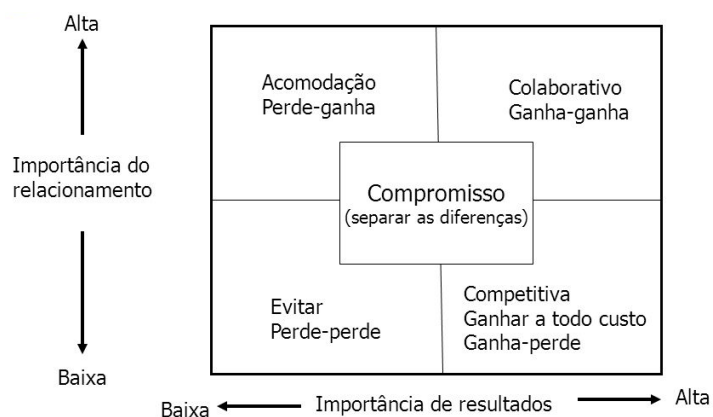 Alta
Importância do
relacionamento
Baixa
Acomodação
Perde-ganha
Colaborativo
Ganha-ganha
Compromisso
(separar as diferenças)
Evitar
Perde-perde
Competitiva
Ganhar a todo custo
Ganha-perde
Baixa
Importância de resultados
Alta